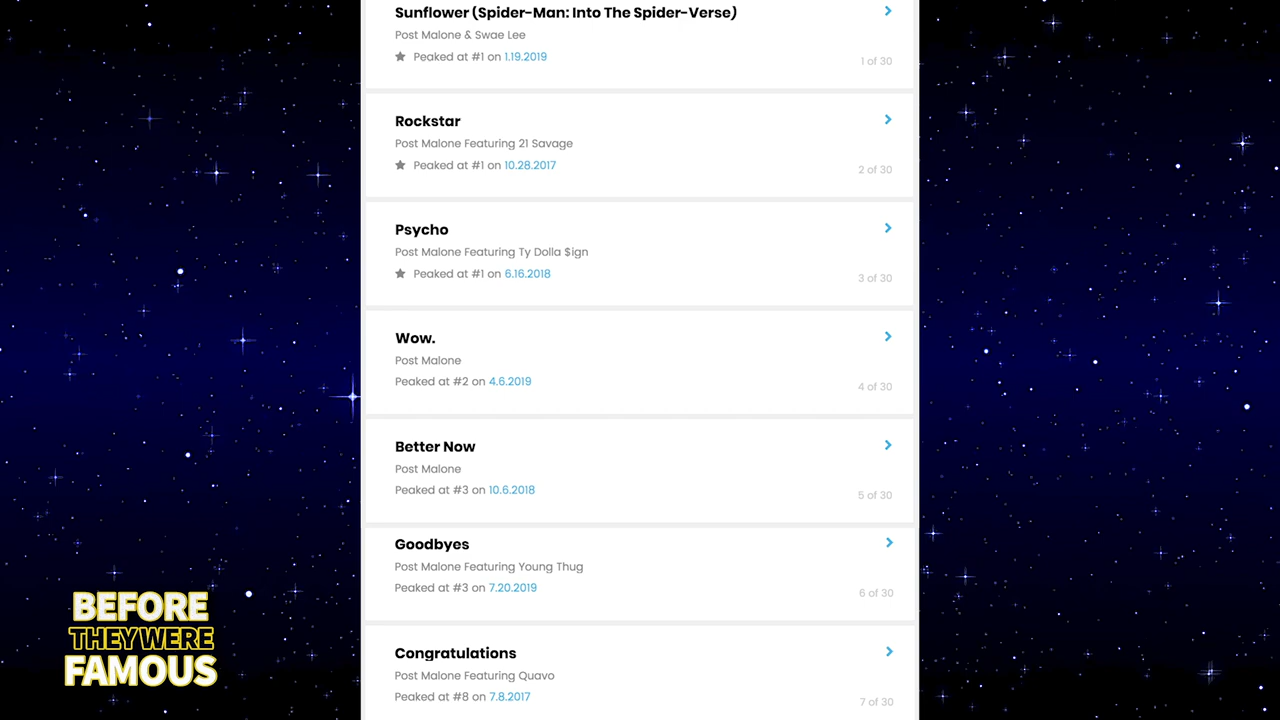 Sunflower (Spider-Man: Into The Spider-Verse)
Post Malone & Swae Lee
Peaked at #1 on 1.19.2019
1 of 30
Rockstar
Post Malone Featuring 21 Savage
Peaked at #1 on 10.28.2017
2 of 30
Psycho
Post Malone Featuring Ty Dolla $ign
Peaked at #1 on 6.16.2018
3 of 30
Wow.
Post Malone
Peaked at #2 on 4.6.2019
4 of 30
Better Now
Post Malone
Peaked at #3 on 10.6.2018
5 of 30
Goodbyes
Post Malone Featuring Young Thug
Peaked at #3 on 7.20.2019
6 of 30
Congratulations
Post Malone Featuring Quavo
Peaked at #8 on 7.8.2017
7 of 30
BEFORE
THEY WERE
FAMOUS